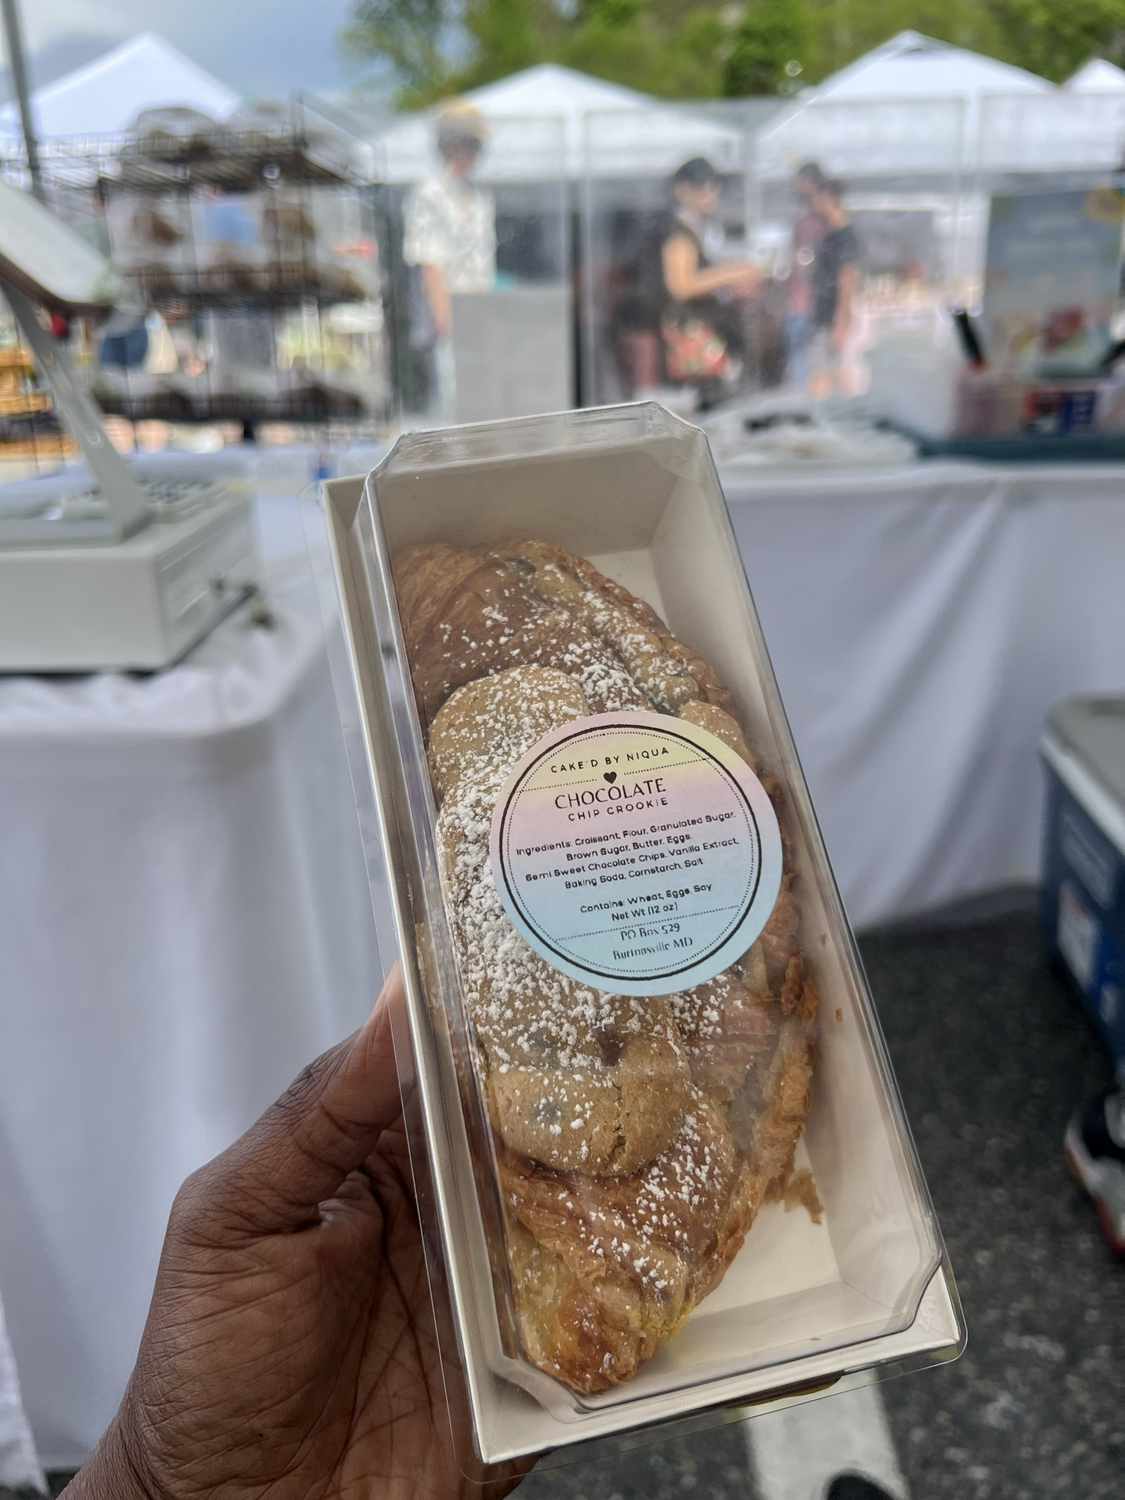 CAKE'D BY NIQUA
CHOCOLATE
CHIP CROOKIE
Ingredients: Croissant, Flour, Granulated Sugar,
Brown Sugar, Butter, Eggs,
Semi Sweet Chocolate Chips, Vanilla Extract,
Baking Soda, Cornstarch, Salt
Contains: Wheat, Eggs, Soy
Net Wt (12 oz)
PO Box 529
Burtonsville MD